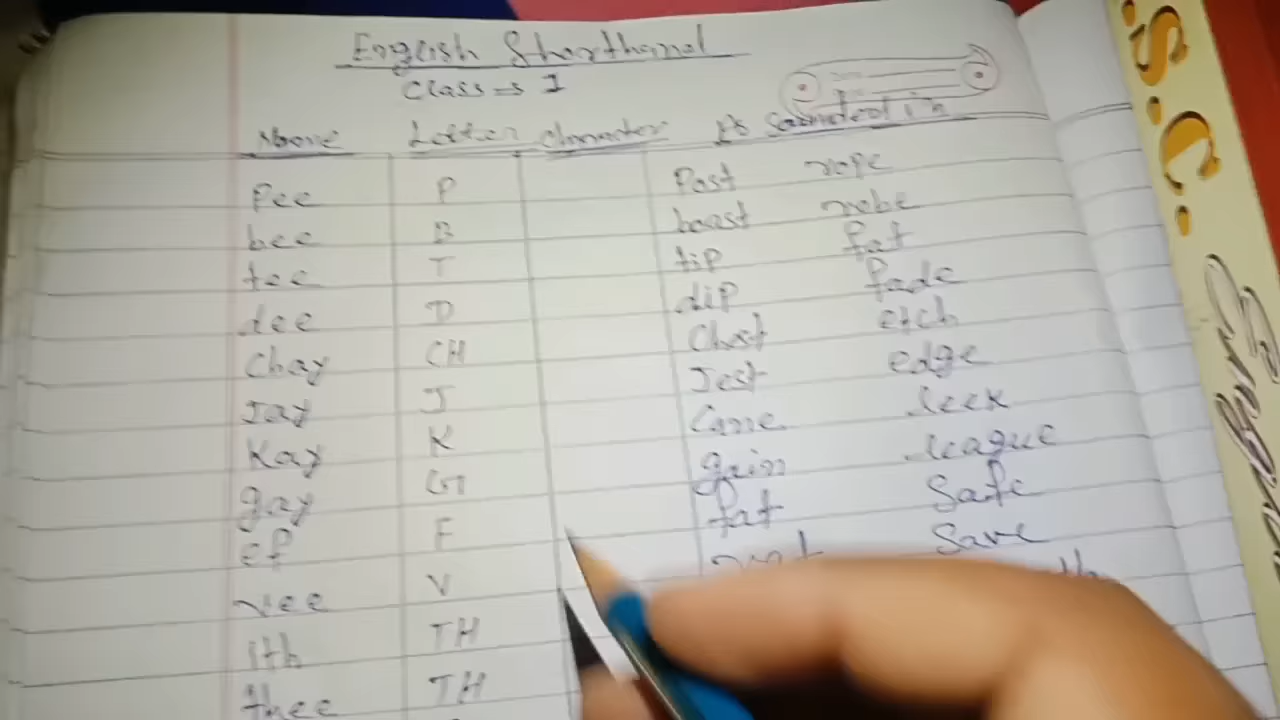 English Shorthand
Class - 1
Name Letter Character As Sounded in
Pee P Post rope
bee B boast robe
tee T tip fat
dee D dip fade
Chay CH Chest etch
Jay J Jest edge
Kay K Cane leek
gay G gain league
ef F fat Safe
vee V Save
ith TH
thee TH
S.C.